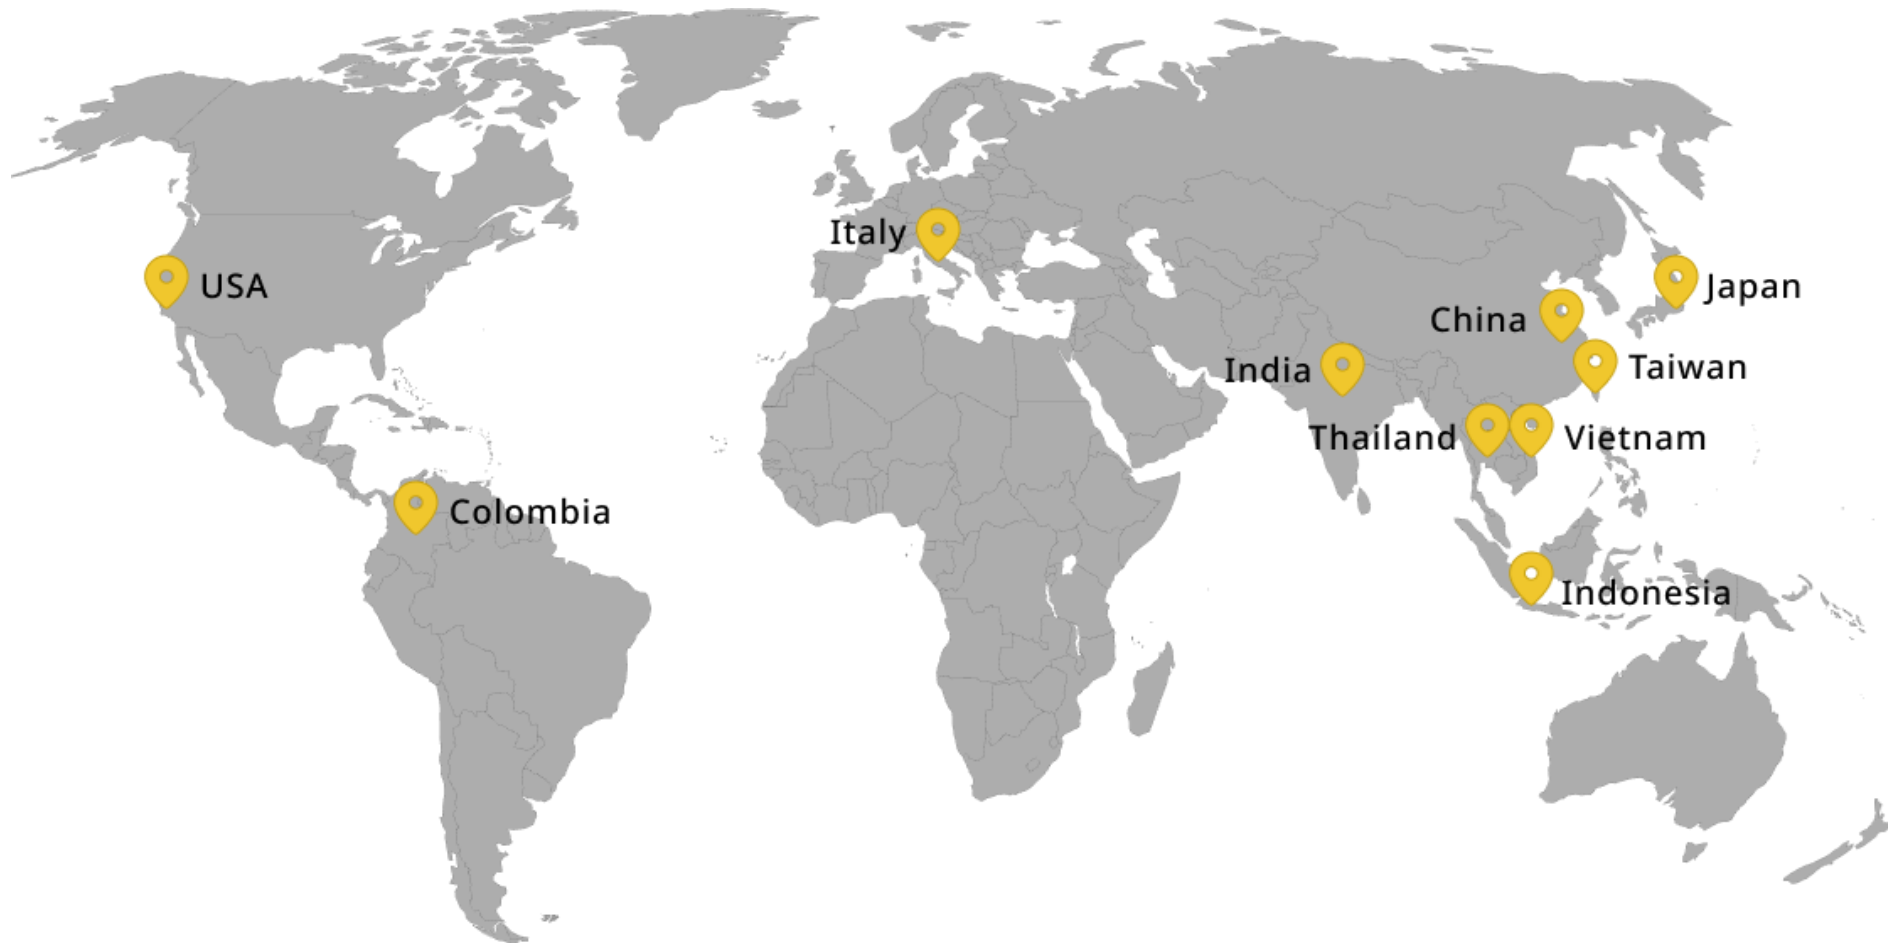 Italy
USA
Japan
China
Taiwan
India
Thailand
Vietnam
Colombia
Indonesia